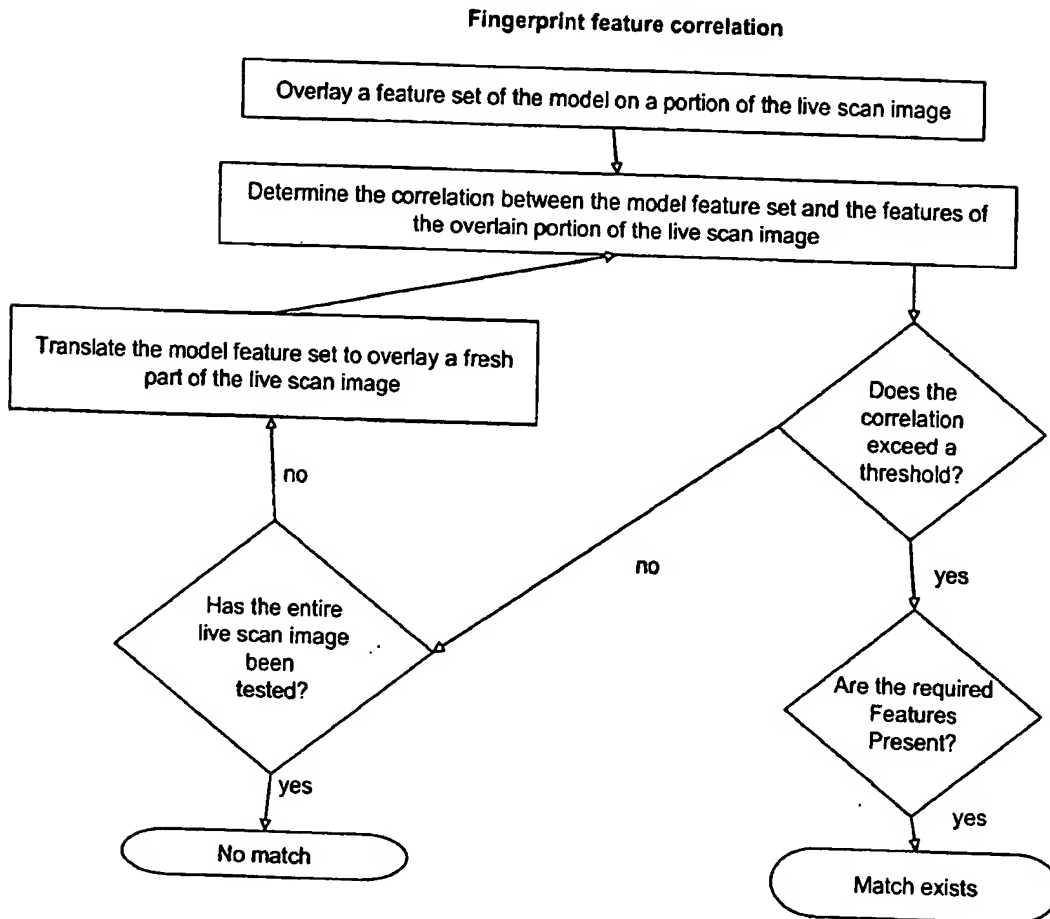 Fingerprint feature correlation
Overlay a feature set of the model on a portion of the live scan image
Determine the correlation between the model feature set and the features of
the overlain portion of the live scan image
Translate the model feature set to overlay a fresh
part of the live scan image
Does the
correlation
exceed a
threshold?
no
no
yes
Has the entire
live scan image
been
tested?
Are the required
Features
Present?
yes
yes
No match
Match exists